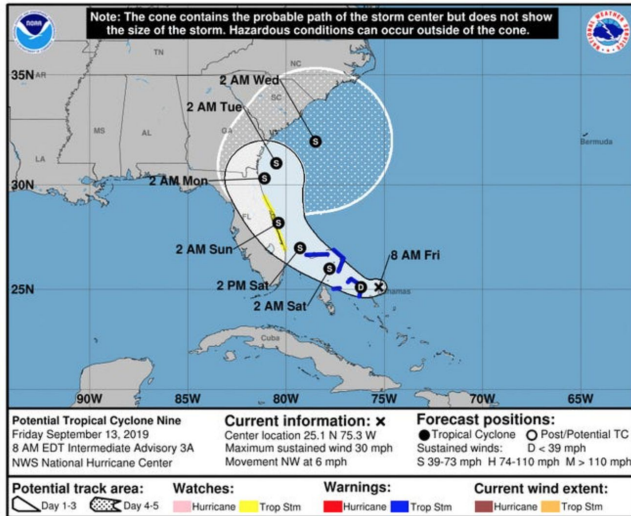 Note: The cone contains the probable path of the storm center but does not show
the size of the storm. Hazardous conditions can occur outside of the cone.
NOAA
TN
NC
AR
35N
2 AM Wed
SC
2 AM Tue
MS
AL
GA
Bermuda
LA
2 AM Mon
30N
FL
2 AM Sun
8 AM Fri
2 PM Sat
2 AM Sat
25N
Bahamas
Cuba
90W
85W
80W
75W
70W
65W
S
S
S
S
S
S
D
Potential Tropical Cyclone Nine
Friday September 13, 2019
8 AM EDT Intermediate Advisory 3A
NWS National Hurricane Center
Current information: x
Center location 25.1 N 75.3 W
Maximum sustained wind 30 mph
Movement NW at 6 mph
Forecast positions:
Tropical Cyclone Post/Potential TC
Sustained winds: D < 39 mph
S 39-73 mph H 74-110 mph M > 110 mph
Potential track area:
Day 1-3 Day 4-5
Watches:
Hurricane Trop Stm
Warnings:
Hurricane Trop Stm
Current wind extent:
Hurricane Trop Stm